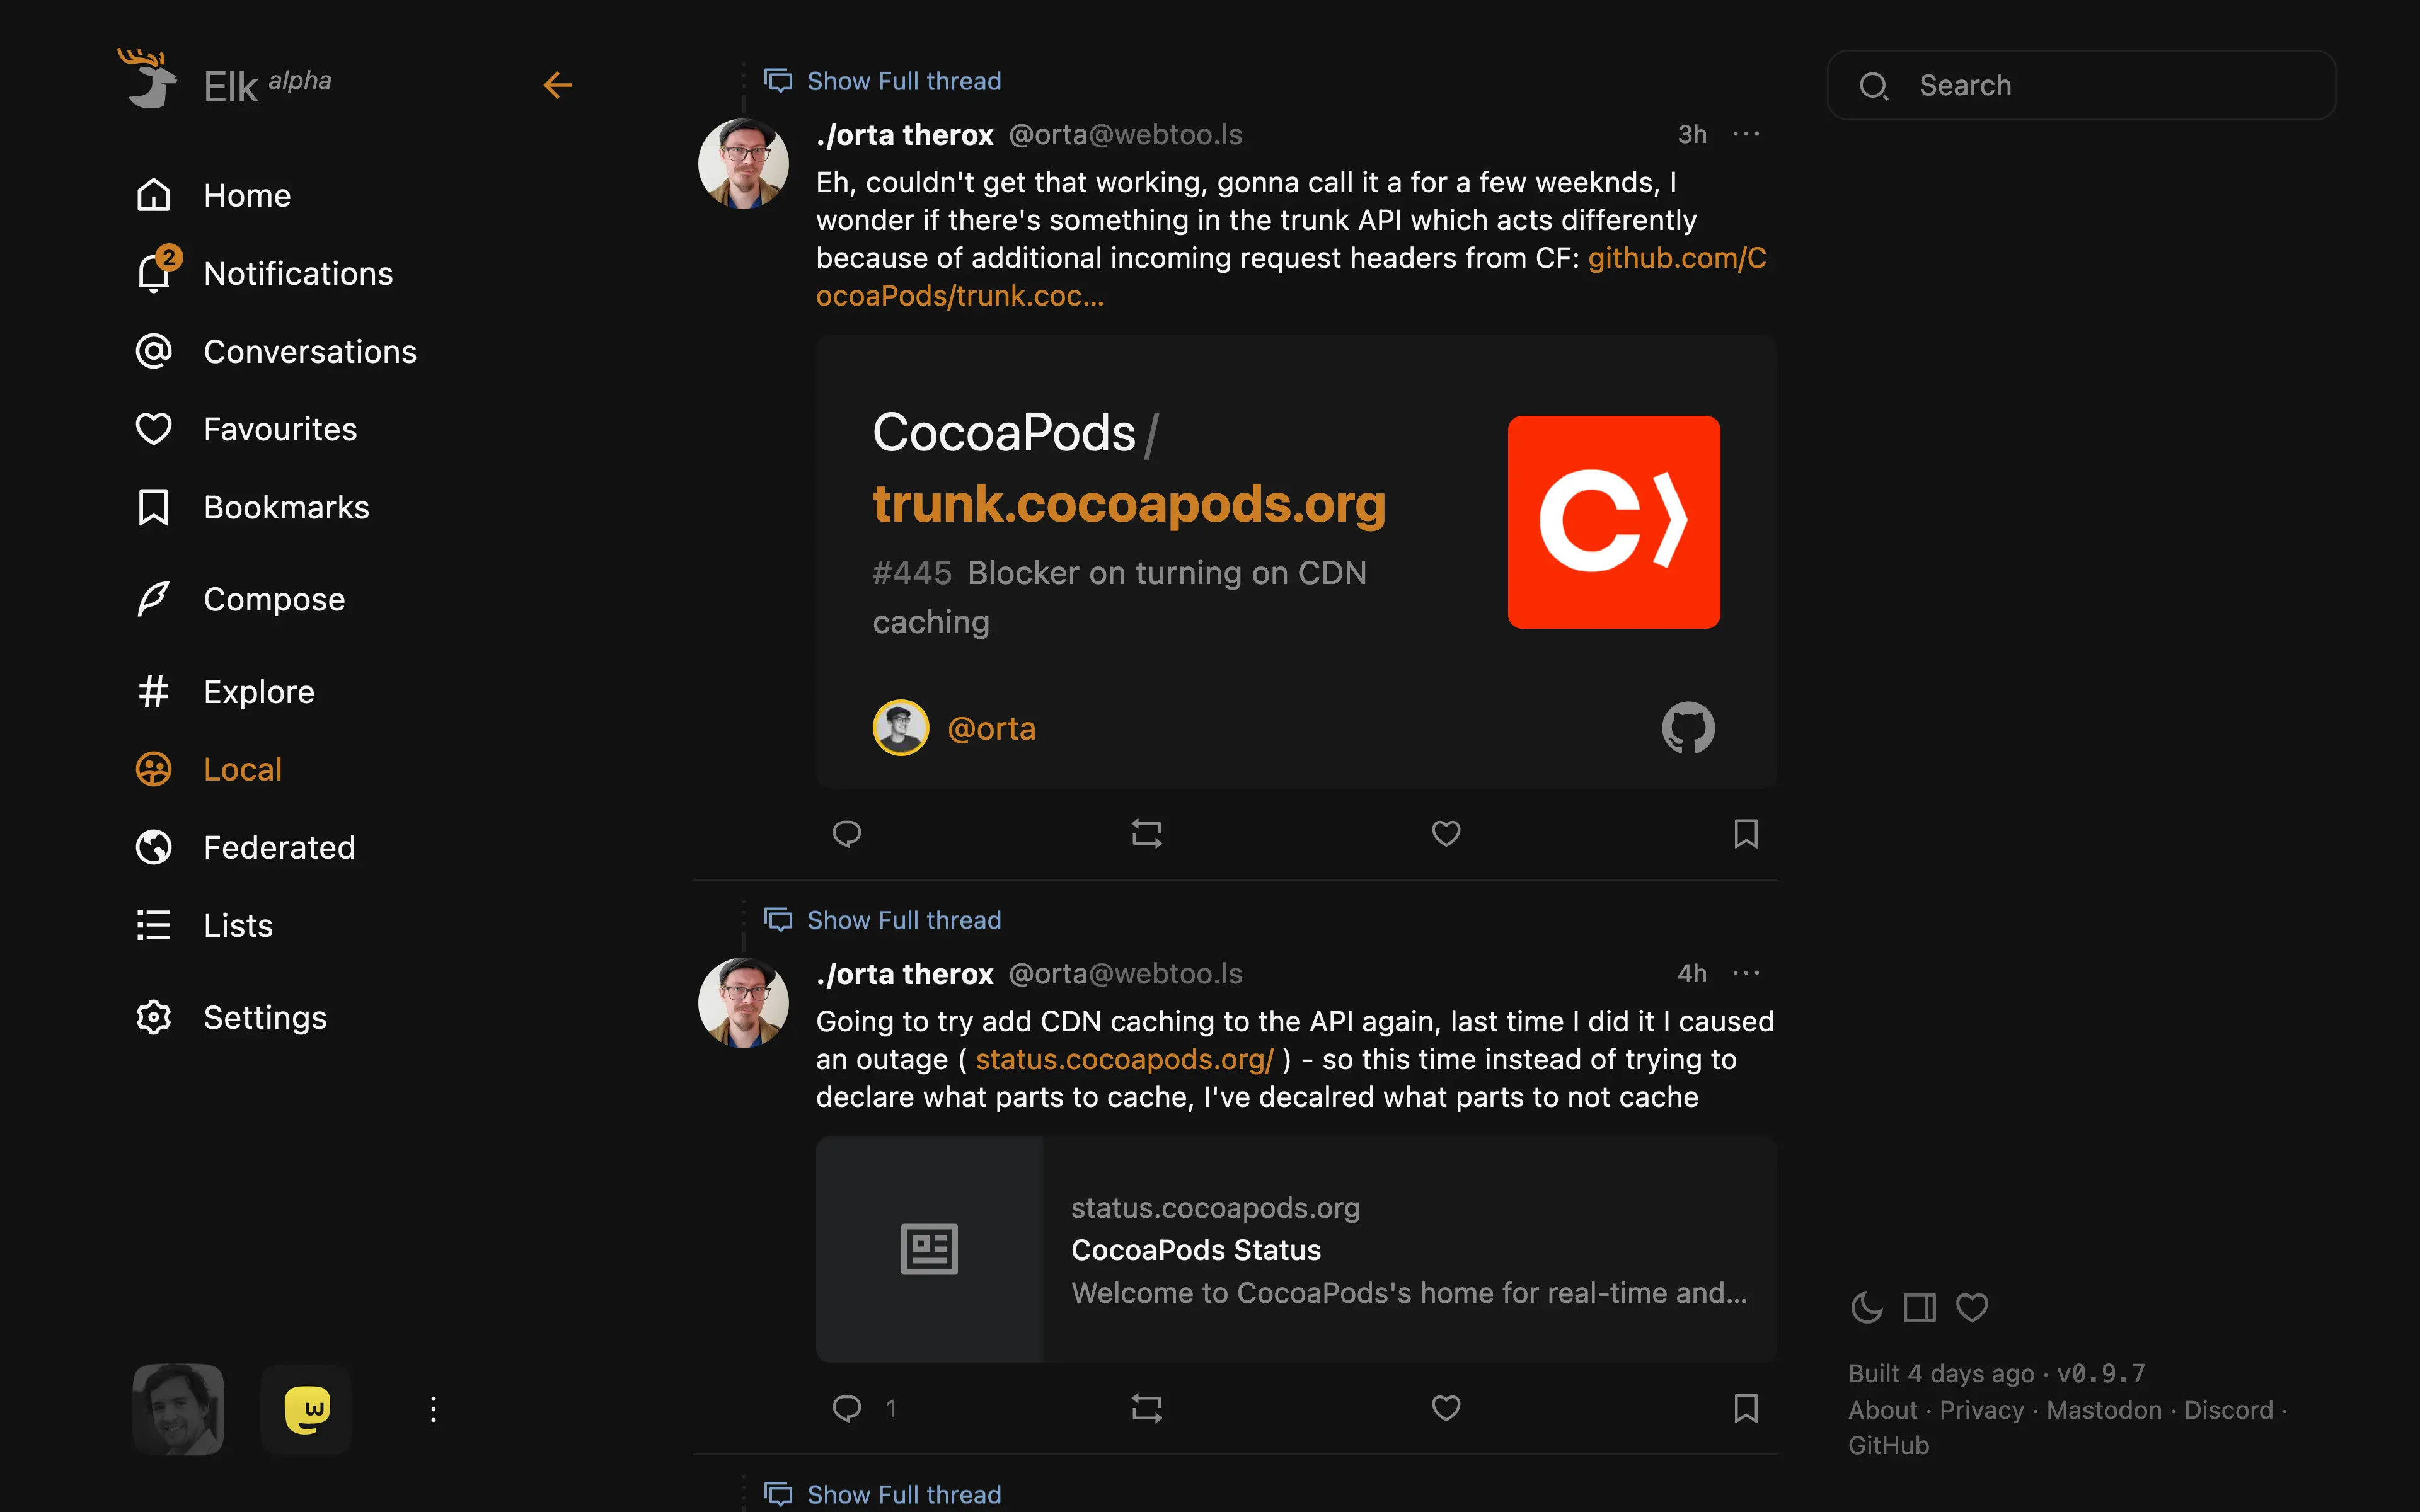 Elk alpha
Home
2
Notifications
Conversations
Favourites
Bookmarks
Compose
Explore
Local
Federated
Lists
Settings
Show Full thread
./orta therox @orta@webtoo.ls 3h
Eh, couldn't get that working, gonna call it a for a few weeknds, I
wonder if there's something in the trunk API which acts differently
because of additional incoming request headers from CF: github.com/C
ocoaPods/trunk.coc...
CocoaPods/
trunk.cocoapods.org
#445 Blocker on turning on CDN
caching
@orta
Show Full thread
./orta therox @orta@webtoo.ls 4h
Going to try add CDN caching to the API again, last time I did it I caused
an outage ( status.cocoapods.org/ ) - so this time instead of trying to
declare what parts to cache, I've decalred what parts to not cache
status.cocoapods.org
CocoaPods Status
Welcome to CocoaPods's home for real-time and...
1
Show Full thread
Search
Built 4 days ago · v0.9.7
About · Privacy · Mastodon · Discord ·
GitHub